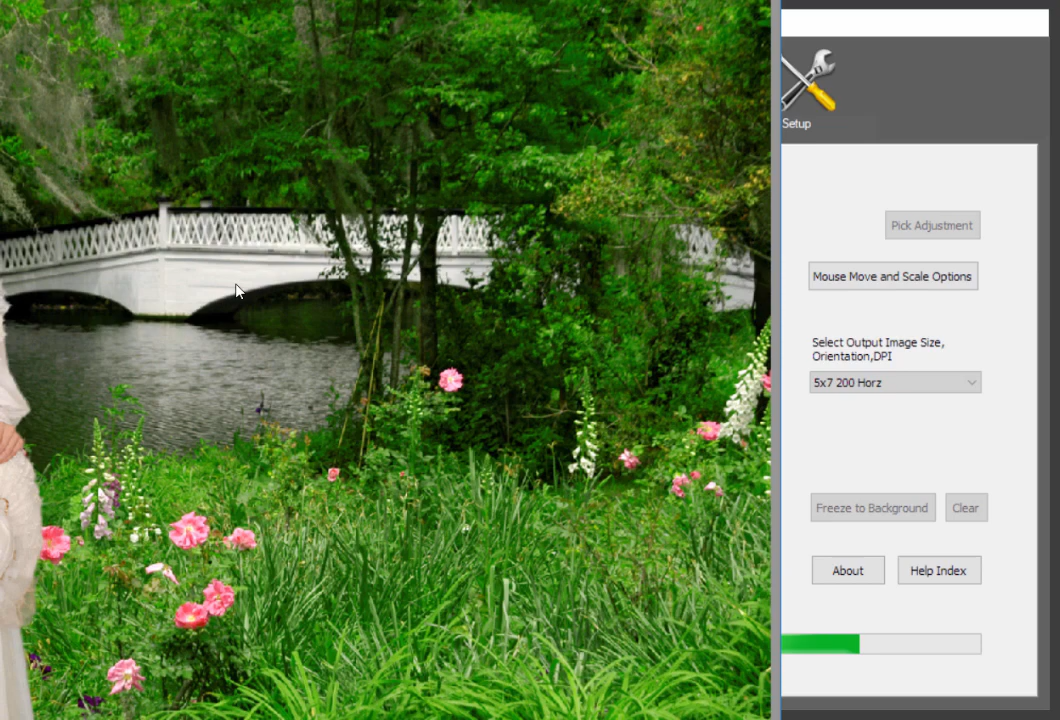 Setup
Pick Adjustment
Mouse Move and Scale Options
Select Output Image Size,
Orientation,DPI
5x7 200 Horz
Freeze to Background
Clear
About
Help Index